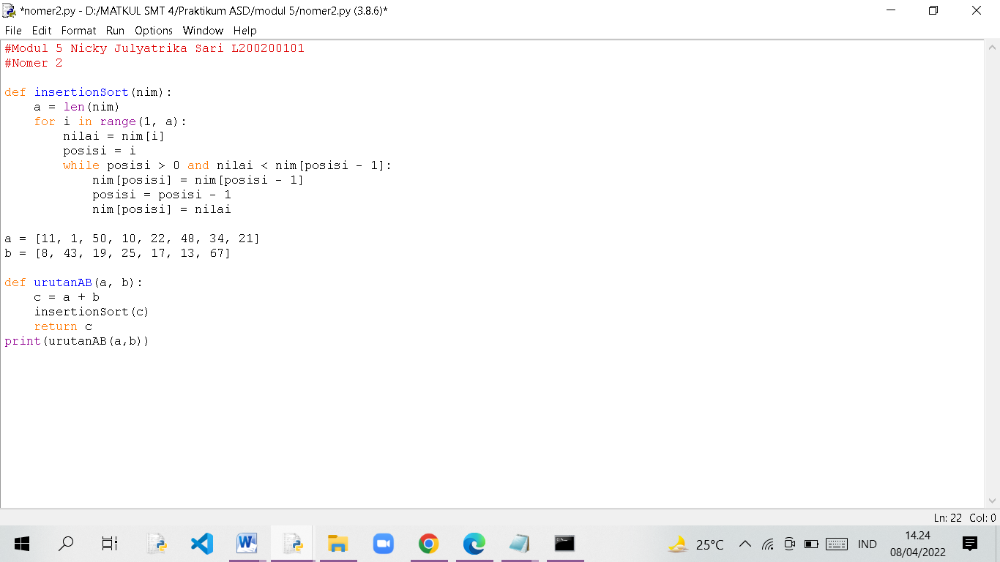 *nomer2.py - D:/MATKUL SMT 4/Praktikum ASD/modul 5/nomer2.py (3.8.6)*
File Edit Format Run Options Window Help
#Modul 5 Nicky Julyatrika Sari L200200101
#Nomer 2
def insertionSort(nim):
    a = len(nim)
    for i in range(1, a):
        nilai = nim[i]
        posisi = i
        while posisi > 0 and nilai < nim[posisi - 1]:
            nim[posisi] = nim[posisi - 1]
            posisi = posisi - 1
            nim[posisi] = nilai
a = [11, 1, 50, 10, 22, 48, 34, 21]
b = [8, 43, 19, 25, 17, 13, 67]
def urutanAB(a, b):
    c = a + b
    insertionSort(c)
    return c
print(urutanAB(a,b))
Ln: 22 Col: 0
25°C IND 14.24
08/04/2022